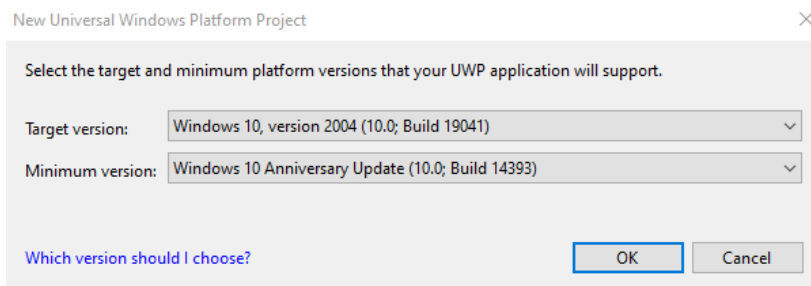 New Universal Windows Platform Project
Select the target and minimum platform versions that your UWP application will support.
Target version: Windows 10, version 2004 (10.0; Build 19041)
Minimum version: Windows 10 Anniversary Update (10.0; Build 14393)
Which version should I choose? OK Cancel